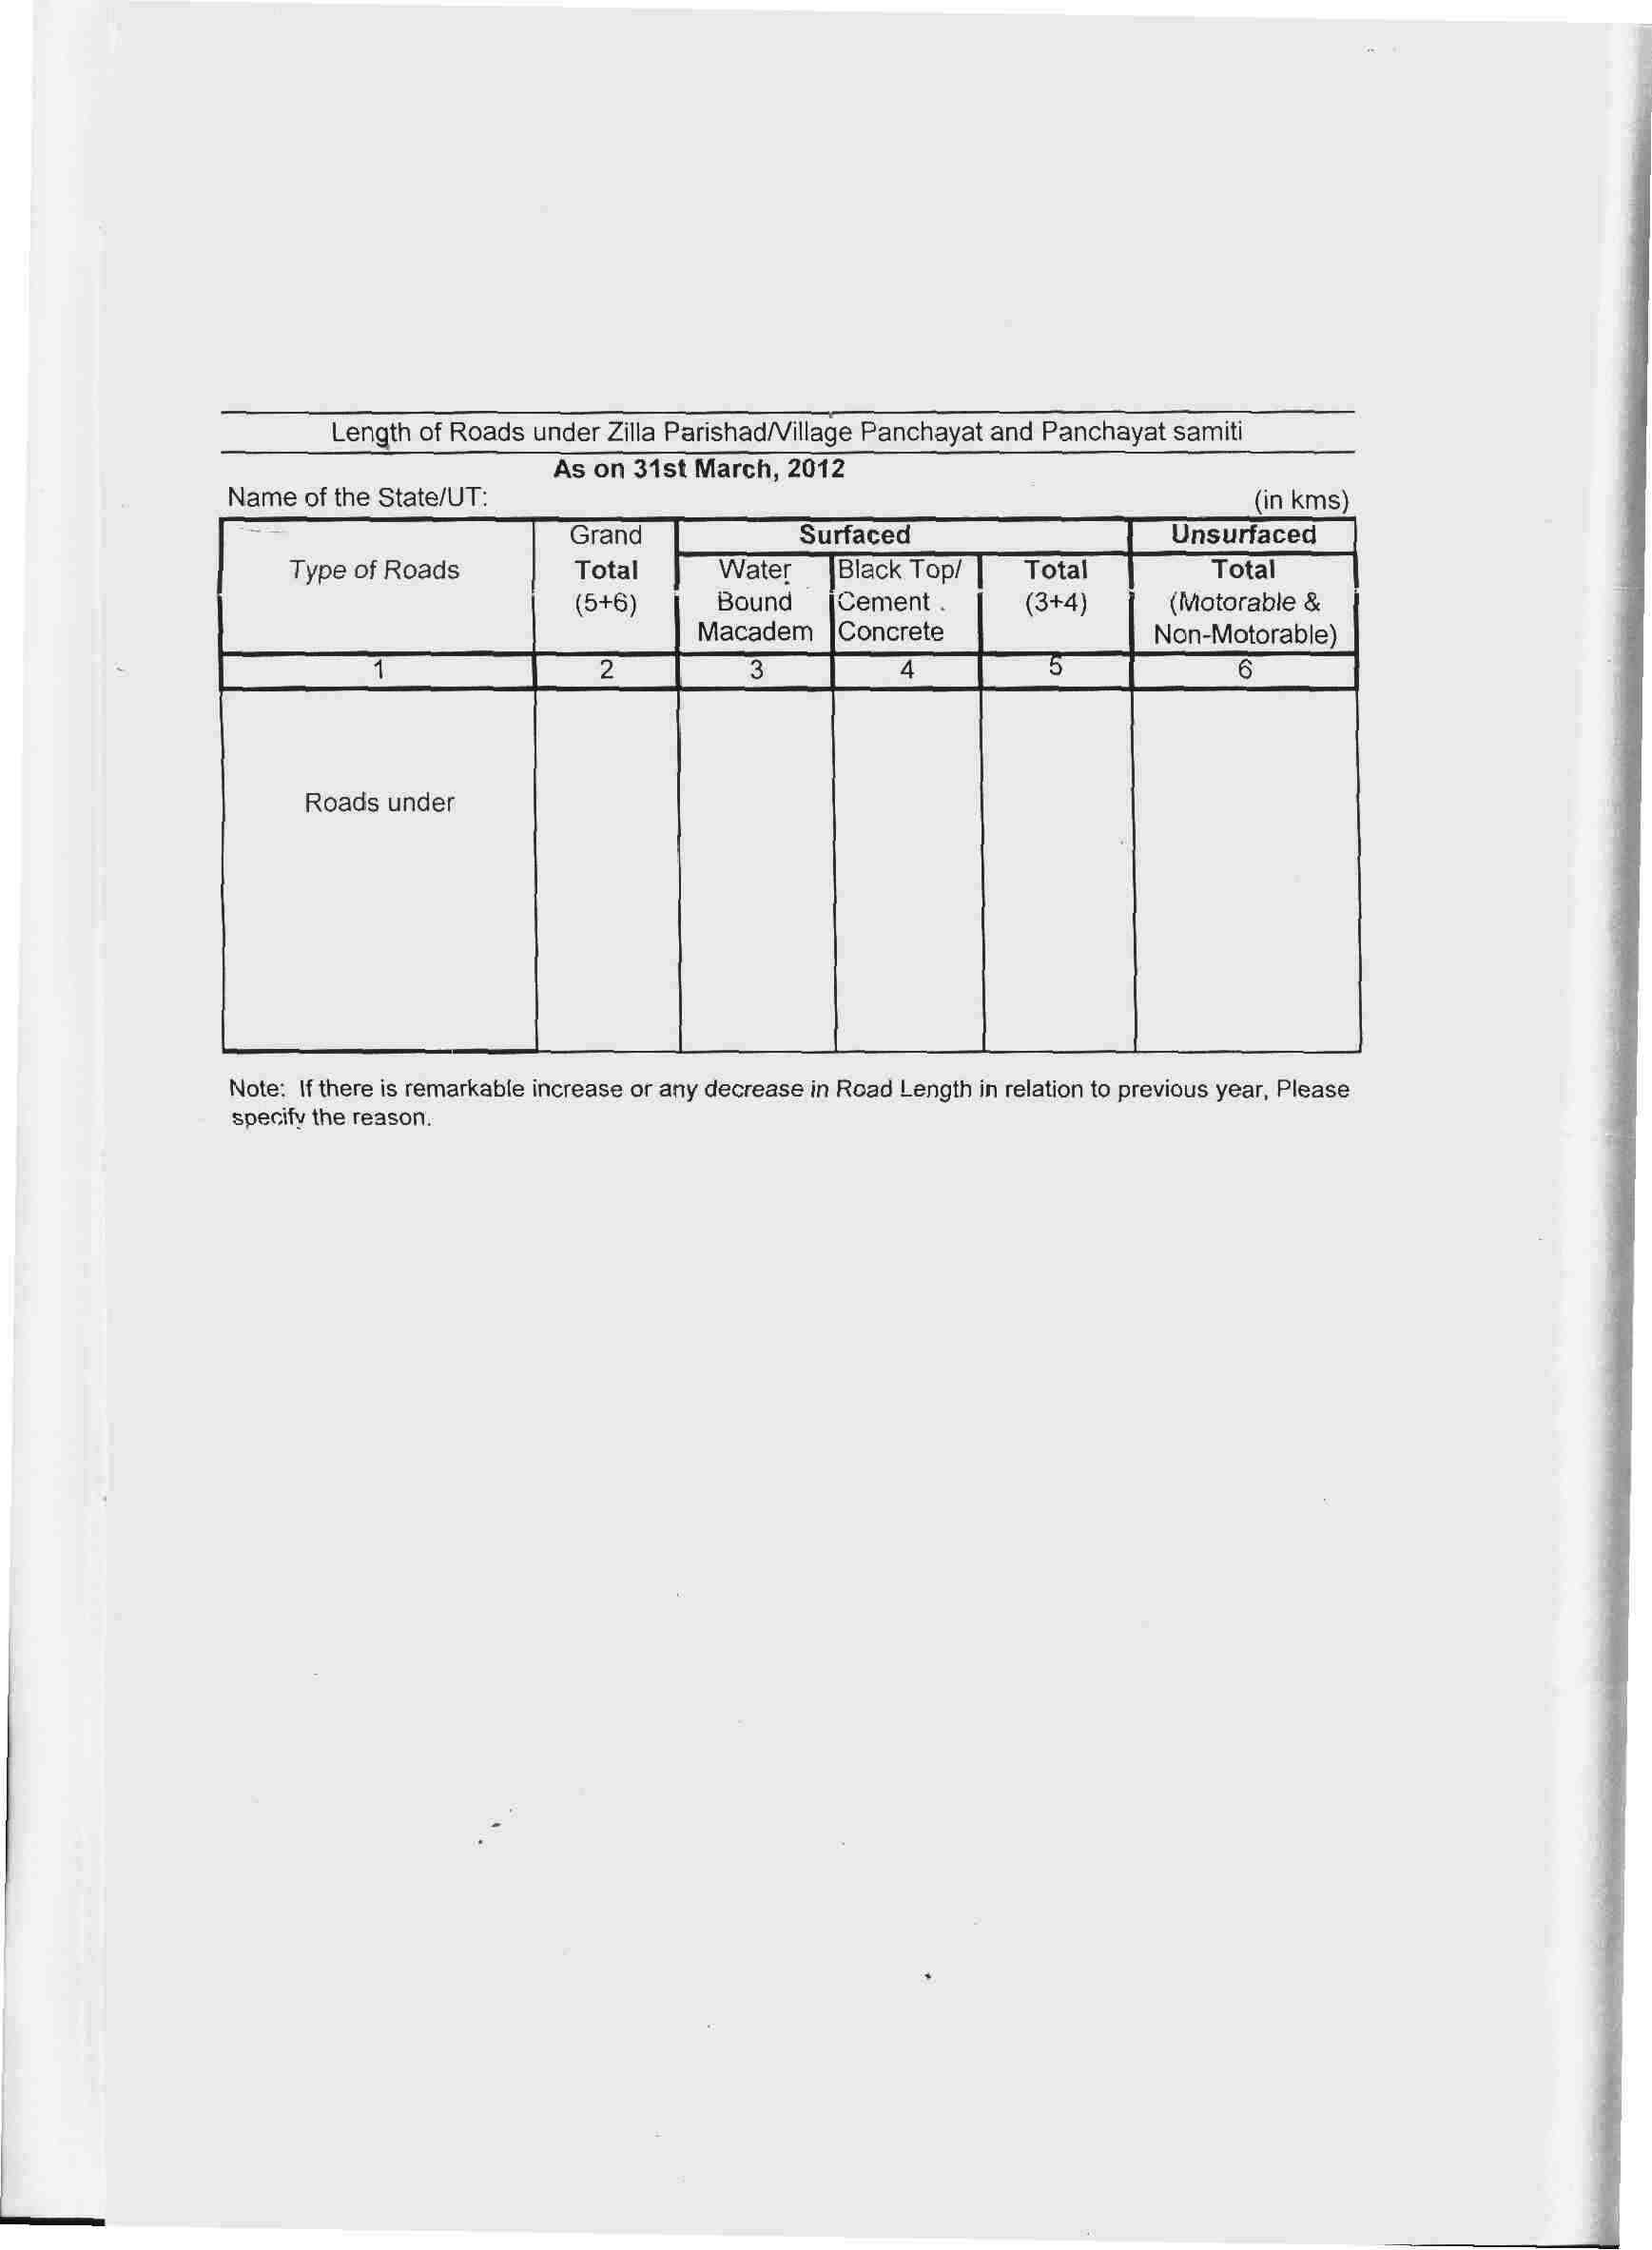 Length of Roads under Zilla Parishad/Village Panchayat and Panchayat samiti
As on 31st March, 2012
Name of the State/UT: (in kms)
Grand Surfaced Unsurfaced
Type of Roads Total Water Black Top/ Total Total
(5+6) Bound Cement (3+4) (Motorable &
Macadem Concrete Non-Motorable)
1 2 3 4 5 6
Roads under
Note: If there is remarkable increase or any decrease in Road Length in relation to previous year, Please
specify the reason.